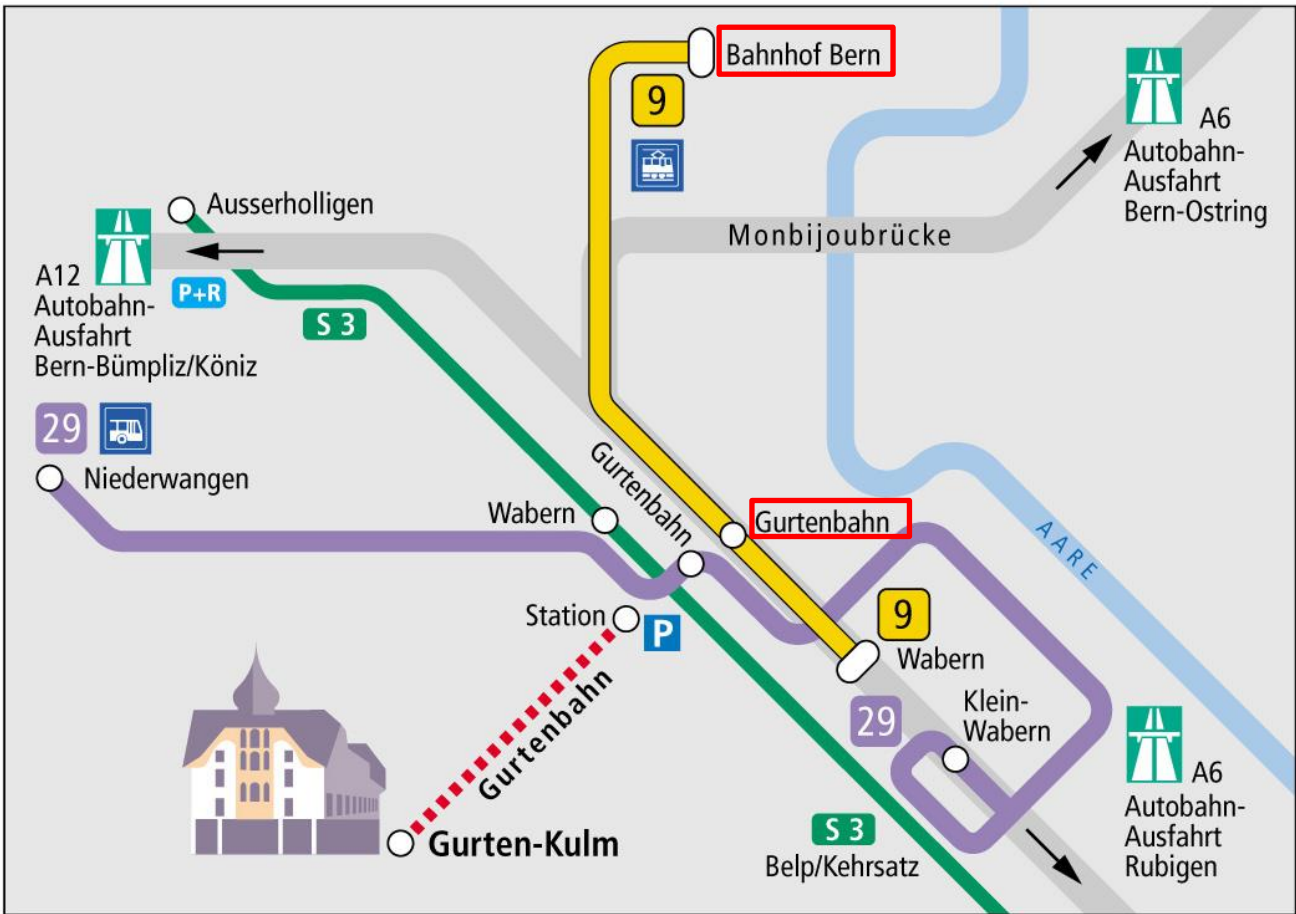 Bahnhof Bern
9
A6
Autobahn-
Ausfahrt
Bern-Ostring
Monbijoubrücke
Ausserholligen
A12
Autobahn-
Ausfahrt
Bern-Bümpliz/Köniz
P+R
S 3
29
Niederwangen
Wabern
Gurtenbahn
Gurtenbahn
AARE
Station
P
9
Wabern
Gurtenbahn
29
Klein-
Wabern
A6
Autobahn-
Ausfahrt
Rubigen
Gurten-Kulm
S 3
Belp/Kehrsatz